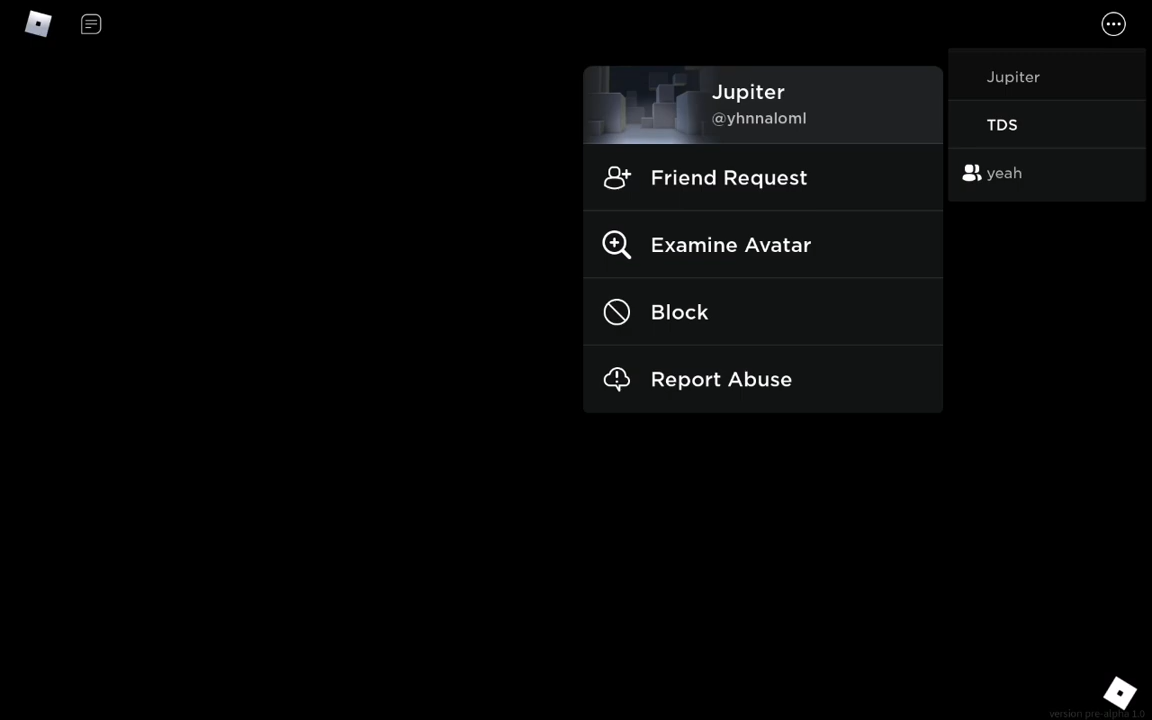 Jupiter
@yhnnaloml
Friend Request
Examine Avatar
Block
Report Abuse
Jupiter
TDS
yeah
version pre-alpha 1.0